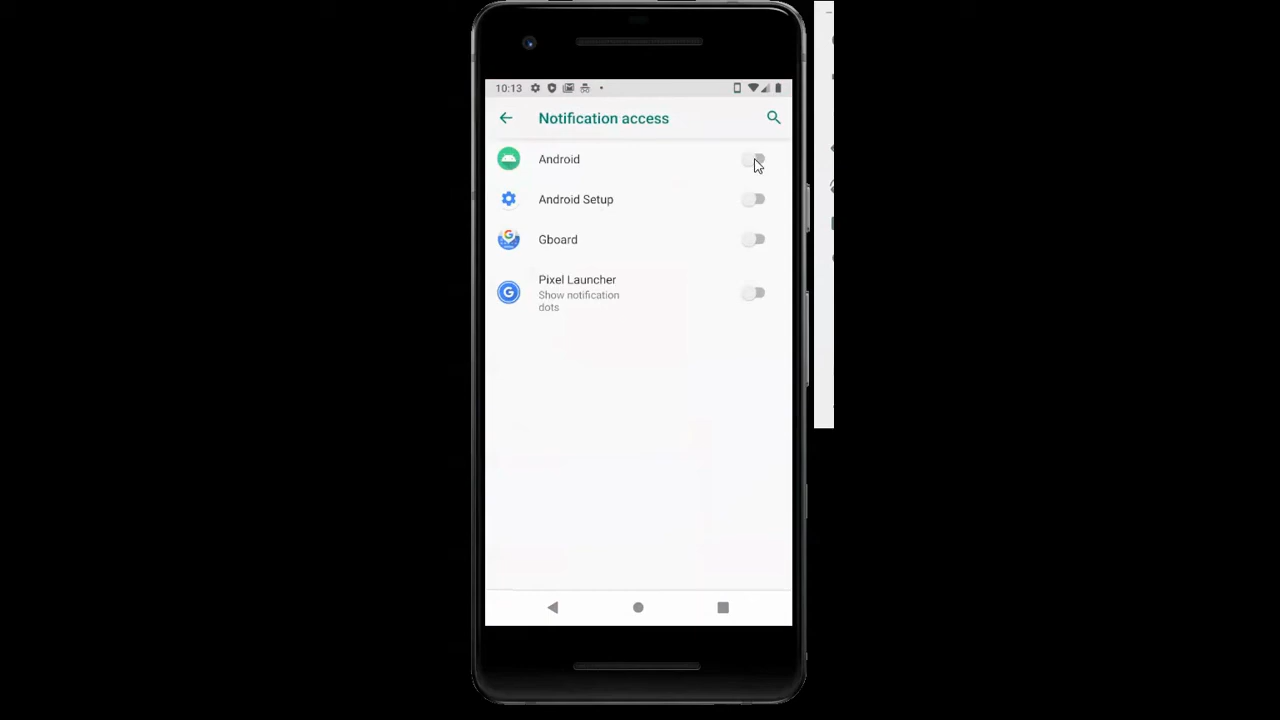 10:13
Notification access
Android
Android Setup
Gboard
Pixel Launcher
Show notification
dots